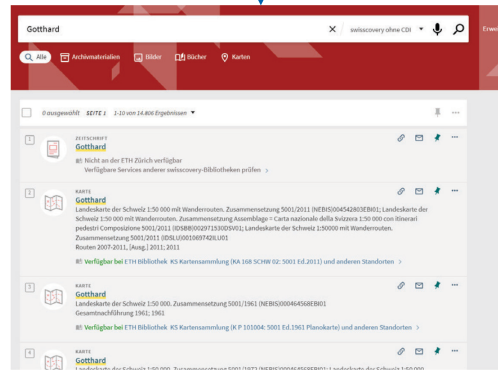 Gotthard
swisscovery ohne CDI
Erwe
Alle
Archivmaterialien
Bilder
Bücher
Karten
0 ausgewählt SEITE 1 1-10 von 14.806 Ergebnissen
1
ZEITSCHRIFT
Gotthard
Nicht an der ETH Zürich verfügbar
Verfügbare Services anderer swisscovery-Bibliotheken prüfen >
2
KARTE
Gotthard
Landeskarte der Schweiz 1:50 000 mit Wanderrouten. Zusammensetzung 5001/2011 (NEBIS)004542803EBI01; Landeskarte der
Schweiz 1:50 000 mit Wanderrouten. Zusammensetzung Assemblage = Carta nazionale della Svizzera 1:50 000 con itinerari
pedestri Composizione 5001/2011 (IDSBB)002971530DSV01; Landeskarte der Schweiz 1:50000 mit Wanderrouten.
Zusammensetzung 5001/2011 (IDSLU)001069742ILU01
Routen 2007-2011, [Ausg.] 2011; 2011
Verfügbar bei ETH Bibliothek KS Kartensammlung (KA 168 SCHW 02: 5001 Ed.2011) und anderen Standorten >
3
KARTE
Gotthard
Landeskarte der Schweiz 1:50 000. Zusammensetzung 5001/1961 (NEBIS)000464568EBI01
Gesamtnachführung 1961; 1961
Verfügbar bei ETH Bibliothek KS Kartensammlung (K P 101004: 5001 Ed.1961 Planokarte) und anderen Standorten >
4
KARTE
Gotthard